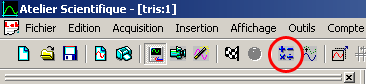 Atelier Scientifique - [tris:1]
Fichier Edition Acquisition Insertion Affichage Outils Compte